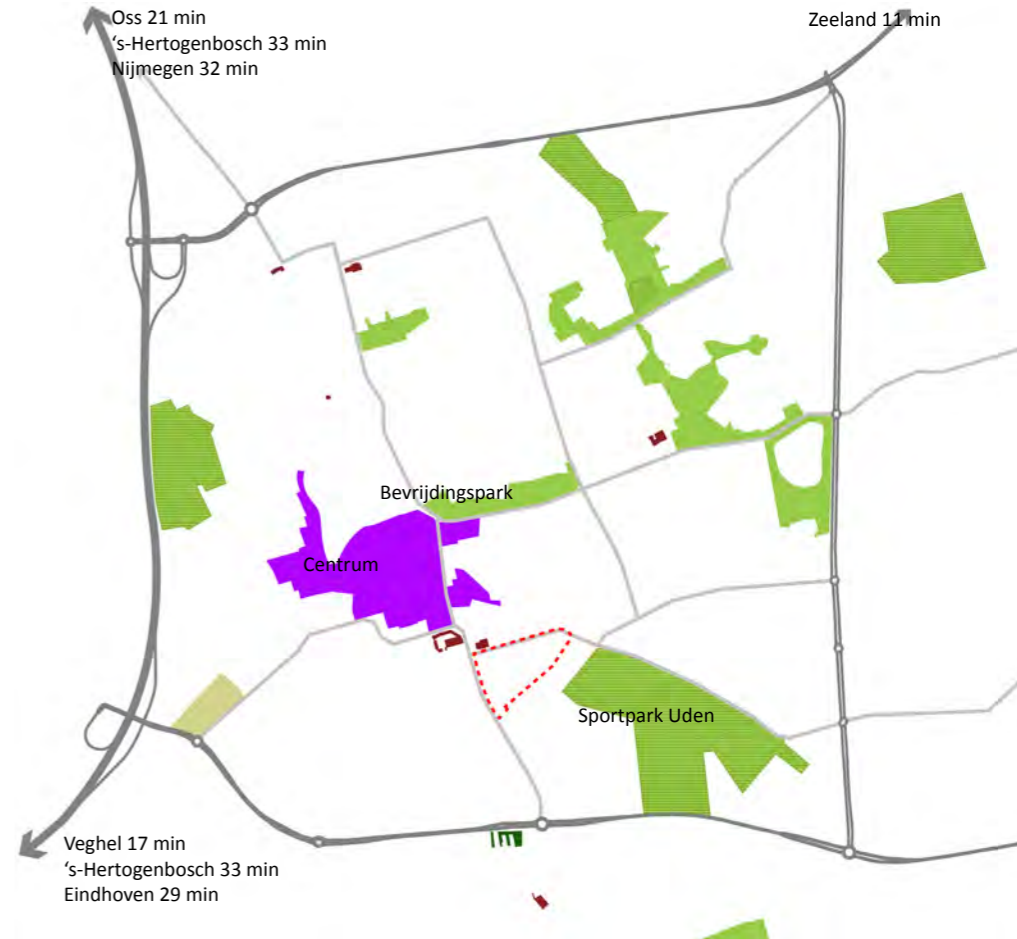 Oss 21 min
‘s-Hertogenbosch 33 min
Nijmegen 32 min
Zeeland 11 min
Bevrijdingspark
Centrum
Sportpark Uden
Veghel 17 min
‘s-Hertogenbosch 33 min
Eindhoven 29 min